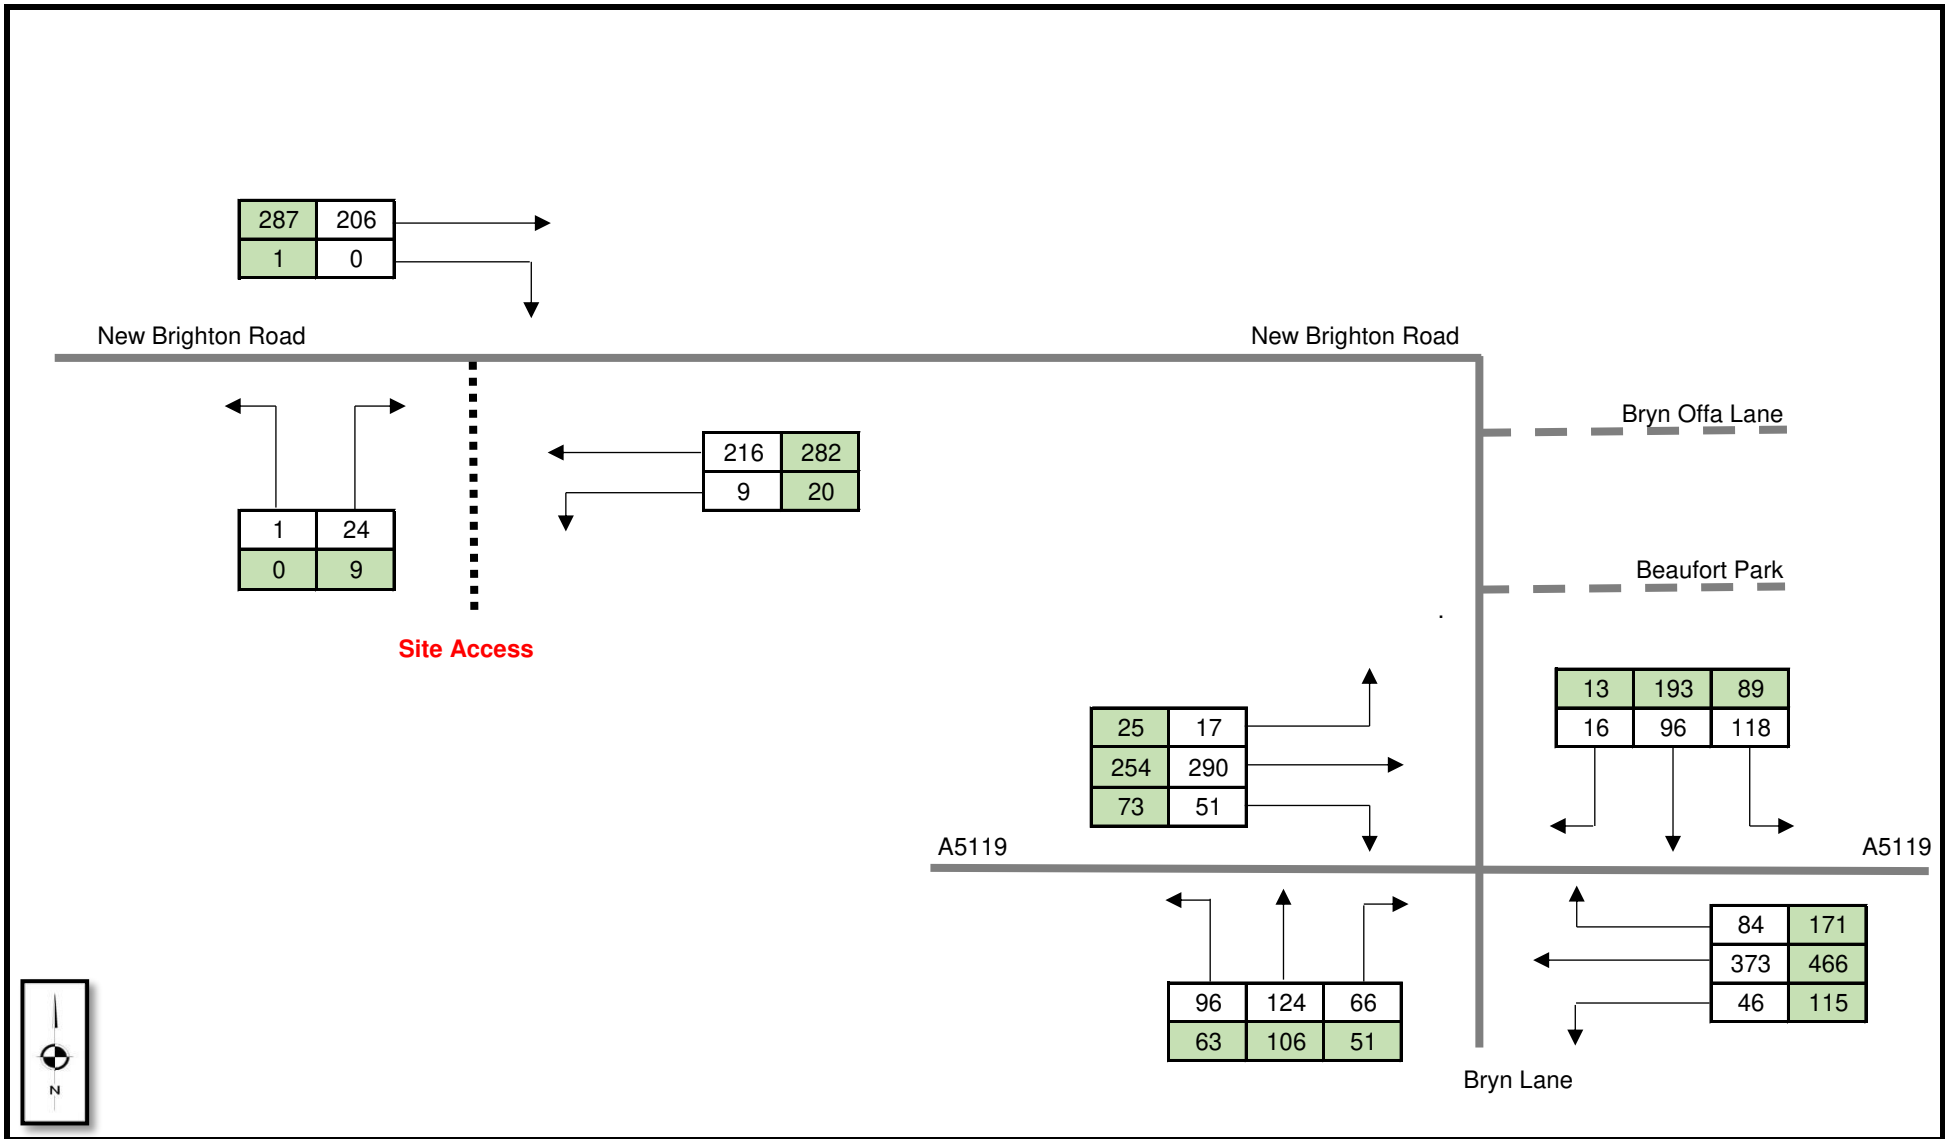 287 206
1 0
New Brighton Road
New Brighton Road
Bryn Offa Lane
216 282
9 20
1 24
0 9
Beaufort Park
Site Access
13 193 89
16 96 118
25 17
254 290
73 51
A5119
A5119
84 171
373 466
46 115
96 124 66
63 106 51
Bryn Lane
N